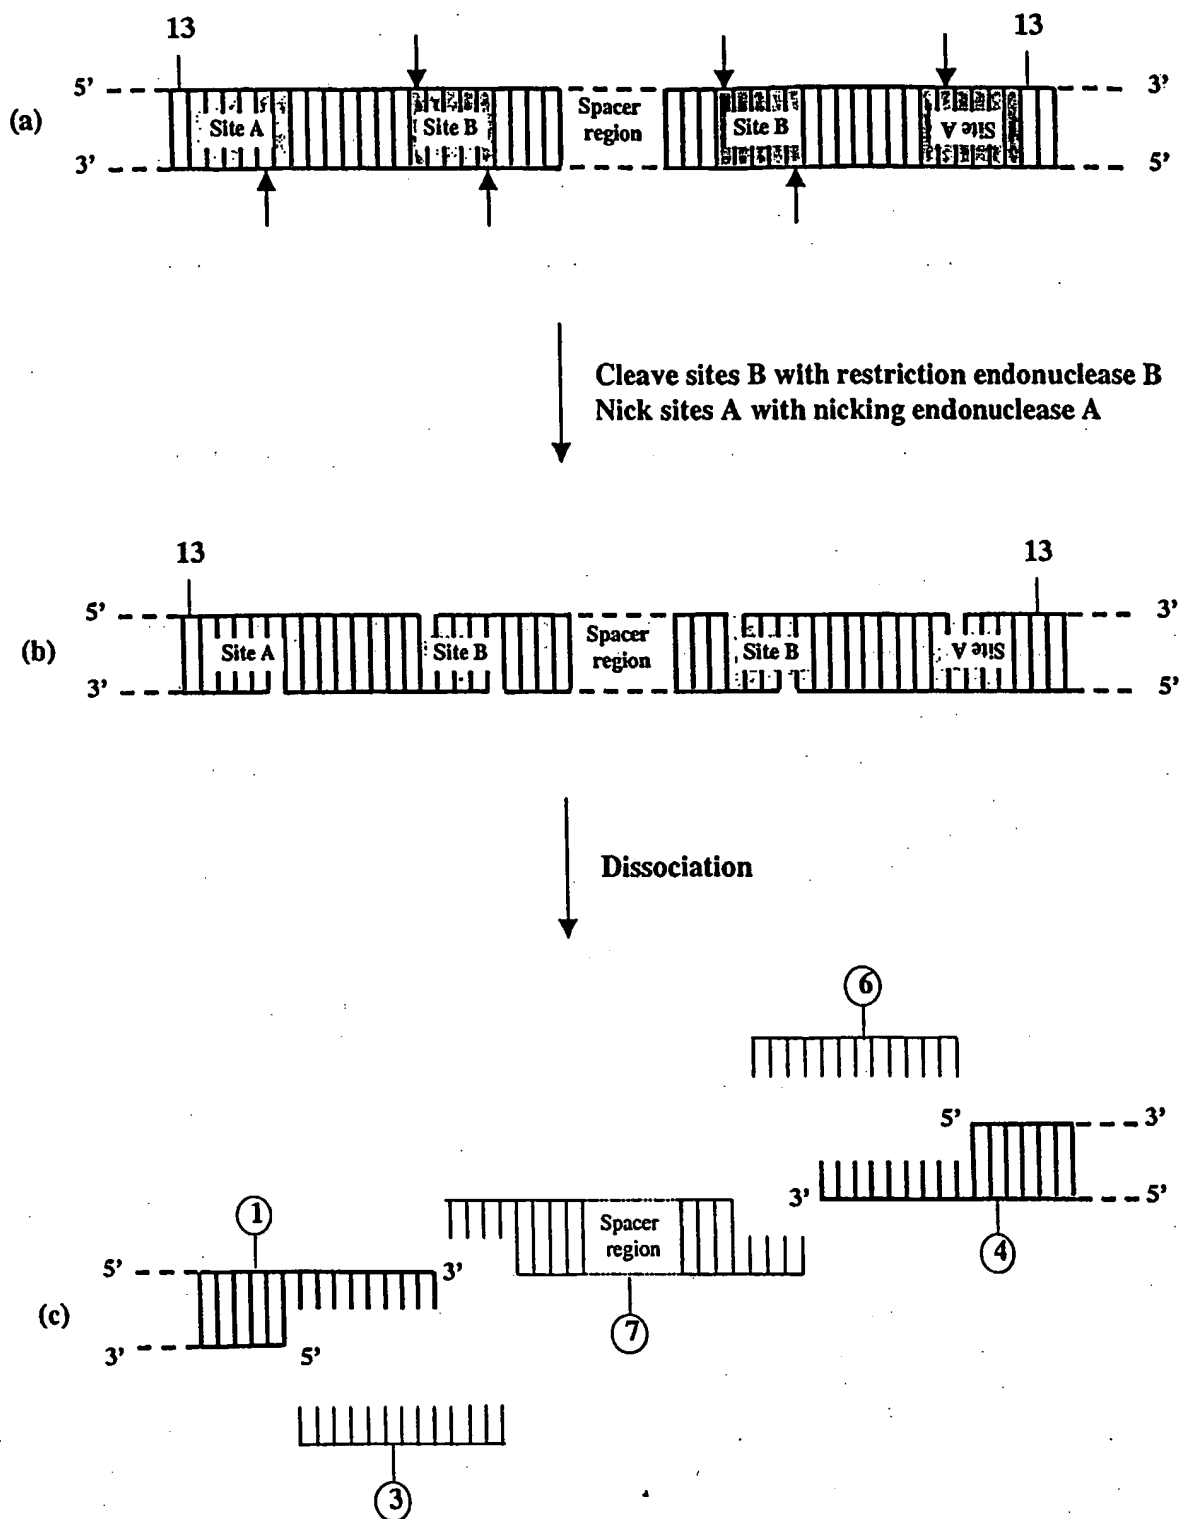 13 13
5' 3'
(a) Site A Site B Spacer region Site B Site A
3' 5'
Cleave sites B with restriction endonuclease B
Nick sites A with nicking endonuclease A
13 13
5' 3'
(b) Site A Site B Spacer region Site B Site A
3' 5'
Dissociation
6
5' 3'
3' 5'
1 Spacer region 4
5' 3'
(c) 7
3' 5'
3